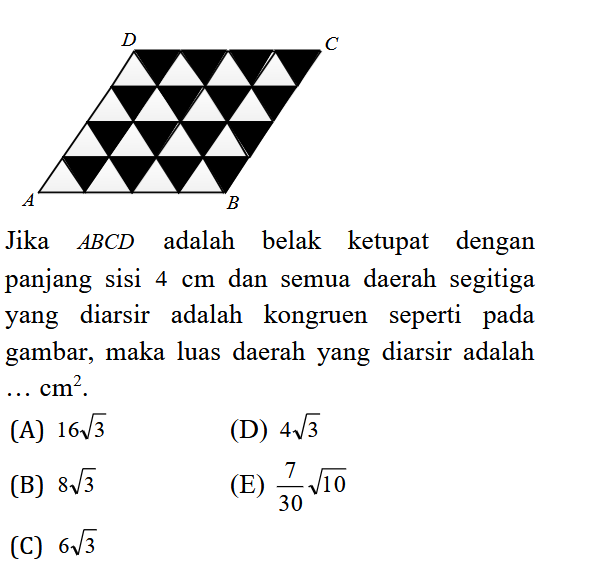 D
C
A
B
Jika ABCD adalah belak ketupat dengan
panjang sisi 4 cm dan semua daerah segitiga
yang diarsir adalah kongruen seperti pada
gambar, maka luas daerah yang diarsir adalah
… cm².
(A) 16√3 (D) 4√3
(B) 8√3 (E) 7/30 √10
(C) 6√3